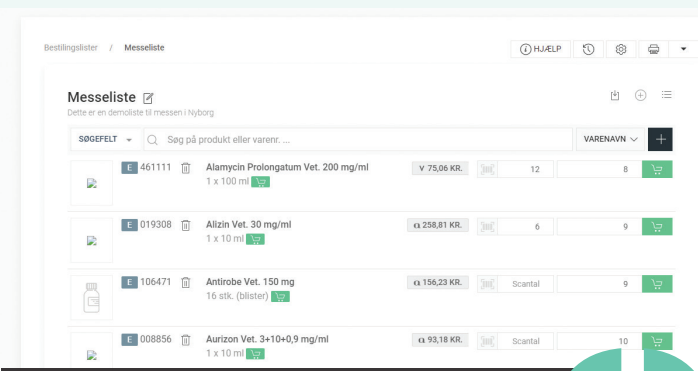 Bestilingslister / Messeliste
HJÆLP
Messeliste
Dette er en demoliste til messen i Nyborg
SØGEFELT Søg på produkt eller varenr. ... VARENAVN +
E 461111 Alamycin Prolongatum Vet. 200 mg/ml V 75,06 KR. 12 8
1 x 100 ml
E 019308 Alizin Vet. 30 mg/ml 258,81 KR. 6 9
1 x 10 ml
E 106471 Antirobe Vet. 150 mg 156,23 KR. Scantal 9
16 stk. (blister)
E 008856 Aurizon Vet. 3+10+0,9 mg/ml 93,18 KR. Scantal 10
1 x 10 ml